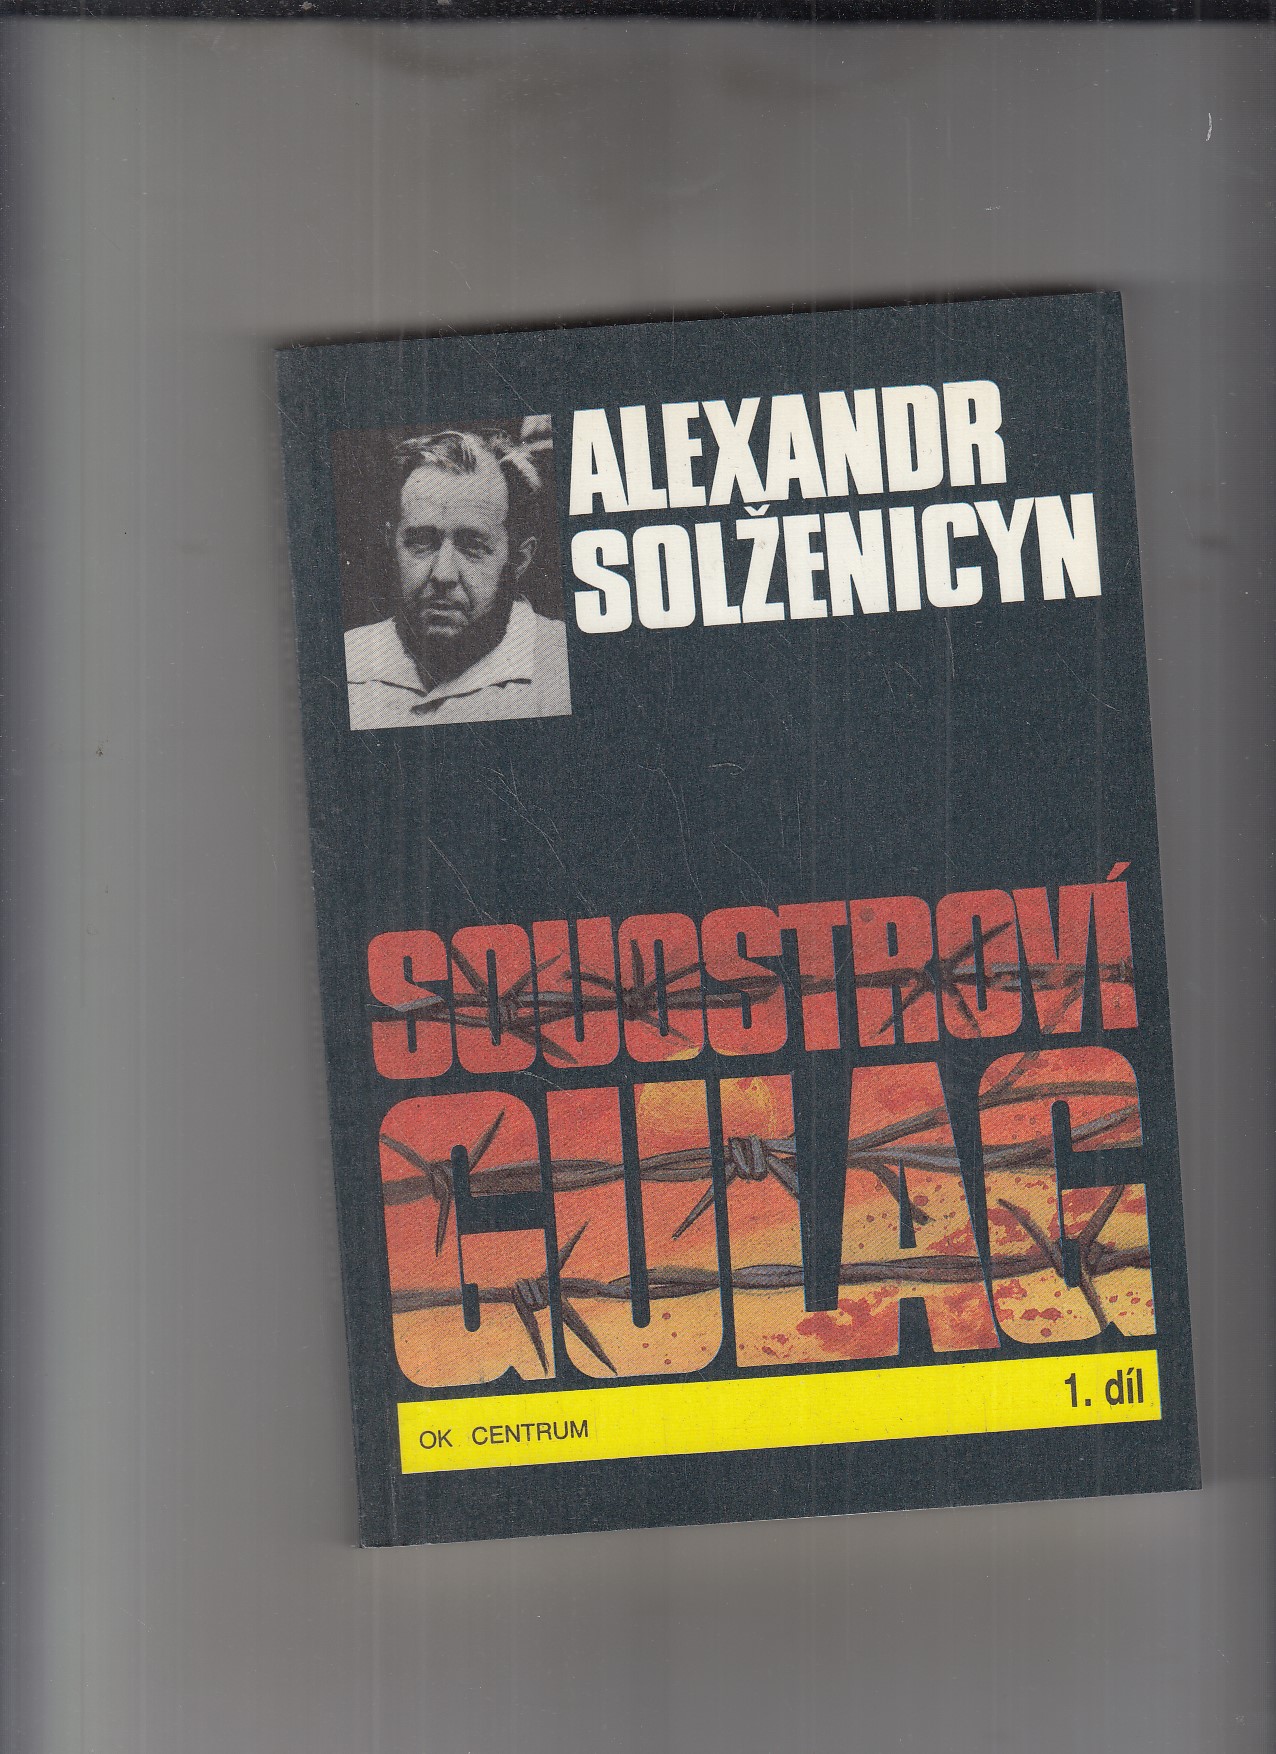 ALEXANDR
SOLŽENICYN
SOUOSTROVÍ
GULAG
1. díl
OK CENTRUM